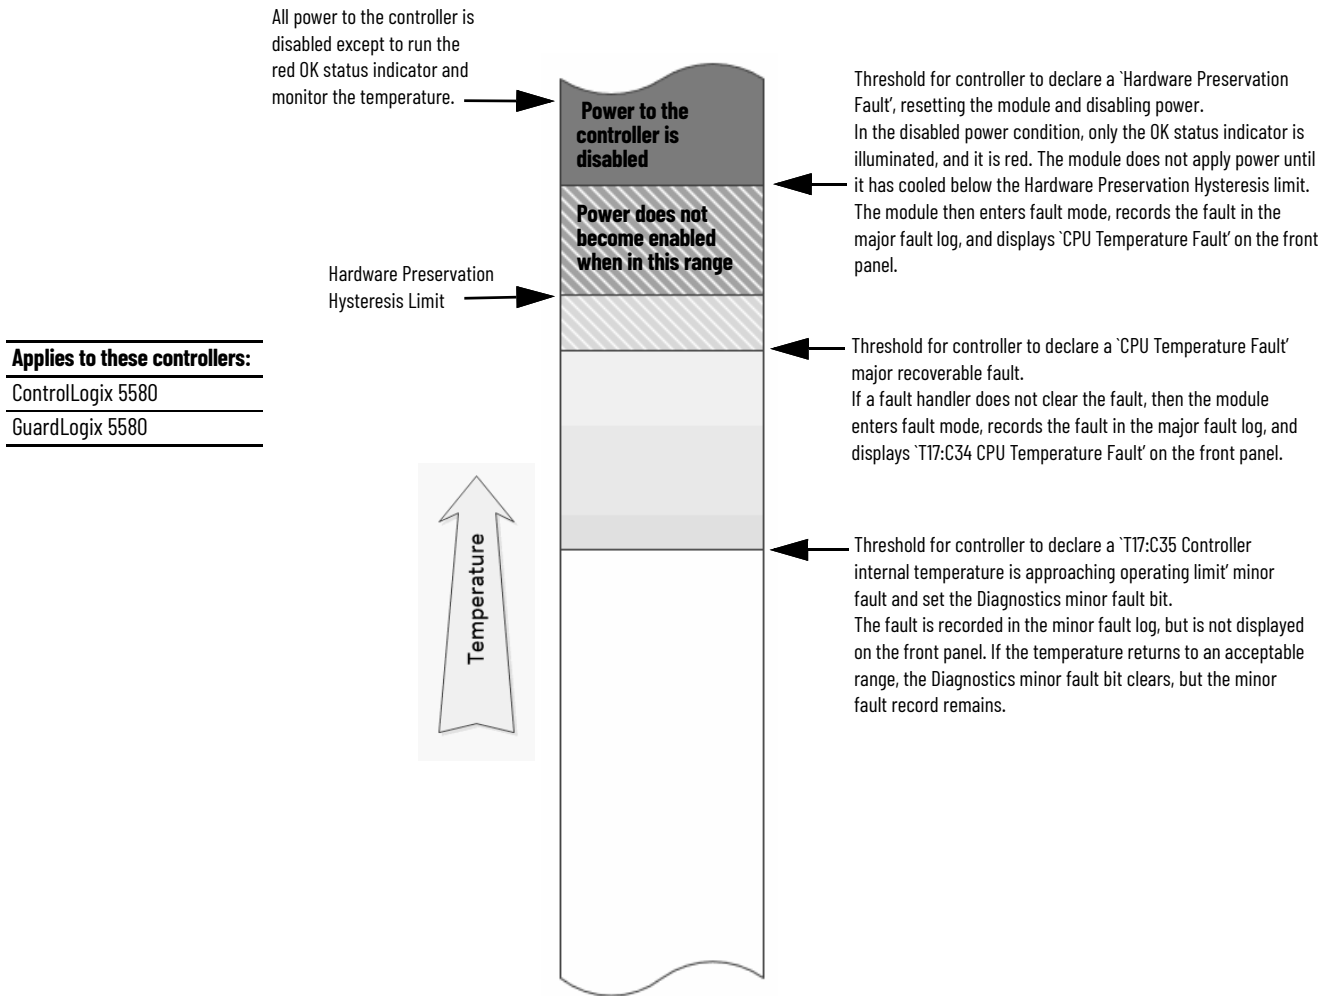 All power to the controller is
disabled except to run the
red OK status indicator and
monitor the temperature.
Power to the
controller is
disabled
Threshold for controller to declare a `Hardware Preservation
Fault’, resetting the module and disabling power.
In the disabled power condition, only the OK status indicator is
illuminated, and it is red. The module does not apply power until
it has cooled below the Hardware Preservation Hysteresis limit.
The module then enters fault mode, records the fault in the
major fault log, and displays `CPU Temperature Fault’ on the front
panel.
Power does not
become enabled
when in this range
Hardware Preservation
Hysteresis Limit
Applies to these controllers:
ControlLogix 5580
GuardLogix 5580
Threshold for controller to declare a `CPU Temperature Fault’
major recoverable fault.
If a fault handler does not clear the fault, then the module
enters fault mode, records the fault in the major fault log, and
displays `T17:C34 CPU Temperature Fault’ on the front panel.
Temperature
Threshold for controller to declare a `T17:C35 Controller
internal temperature is approaching operating limit’ minor
fault and set the Diagnostics minor fault bit.
The fault is recorded in the minor fault log, but is not displayed
on the front panel. If the temperature returns to an acceptable
range, the Diagnostics minor fault bit clears, but the minor
fault record remains.